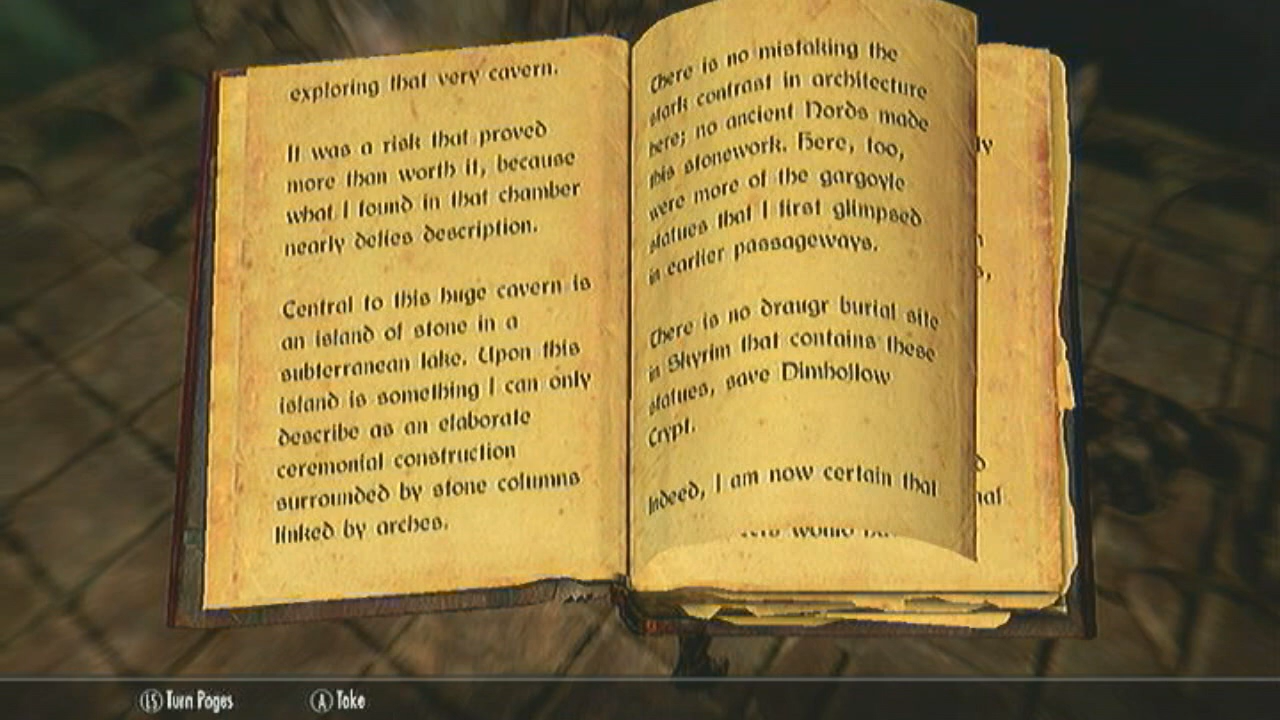 exploring that very cavern.
It was a risk that proved
more than worth it, because
what I found in that chamber
nearly defies description.
Central to this huge cavern is
an island of stone in a
subterranean lake. Upon this
island is something I can only
describe as an elaborate
ceremonial construction
surrounded by stone columns
linked by arches.
There is no mistaking the
stark contrast in architecture
here; no ancient Nords made
this stonework. Here, too,
were more of the gargoyle
statues that I first glimpsed
in earlier passageways.
There is no draugr burial site
in Skyrim that contains these
statues, save Dimhollow
Crypt.
Indeed, I am now certain that
would
LS Turn Pages
A Take